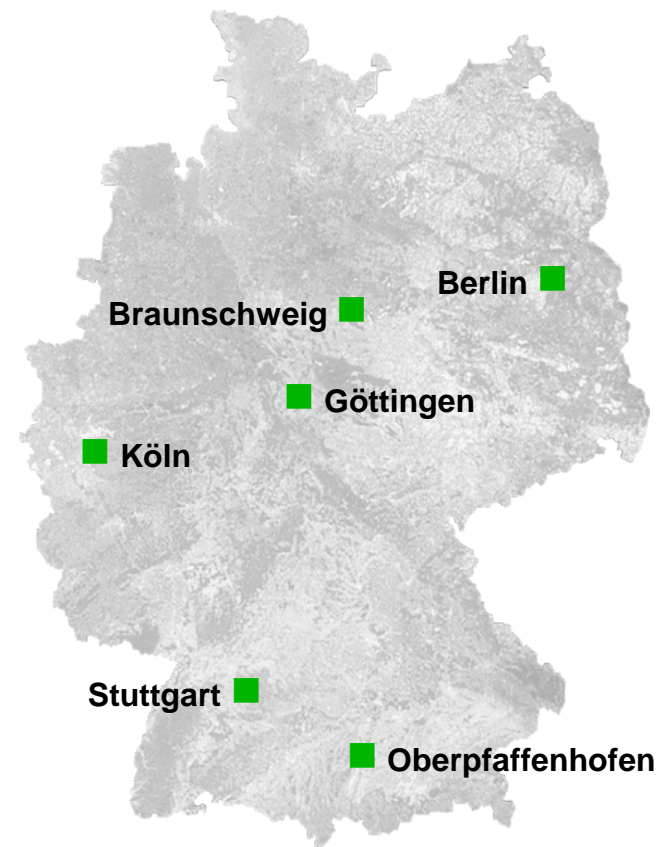 Berlin
Braunschweig
Göttingen
Köln
Stuttgart
Oberpfaffenhofen